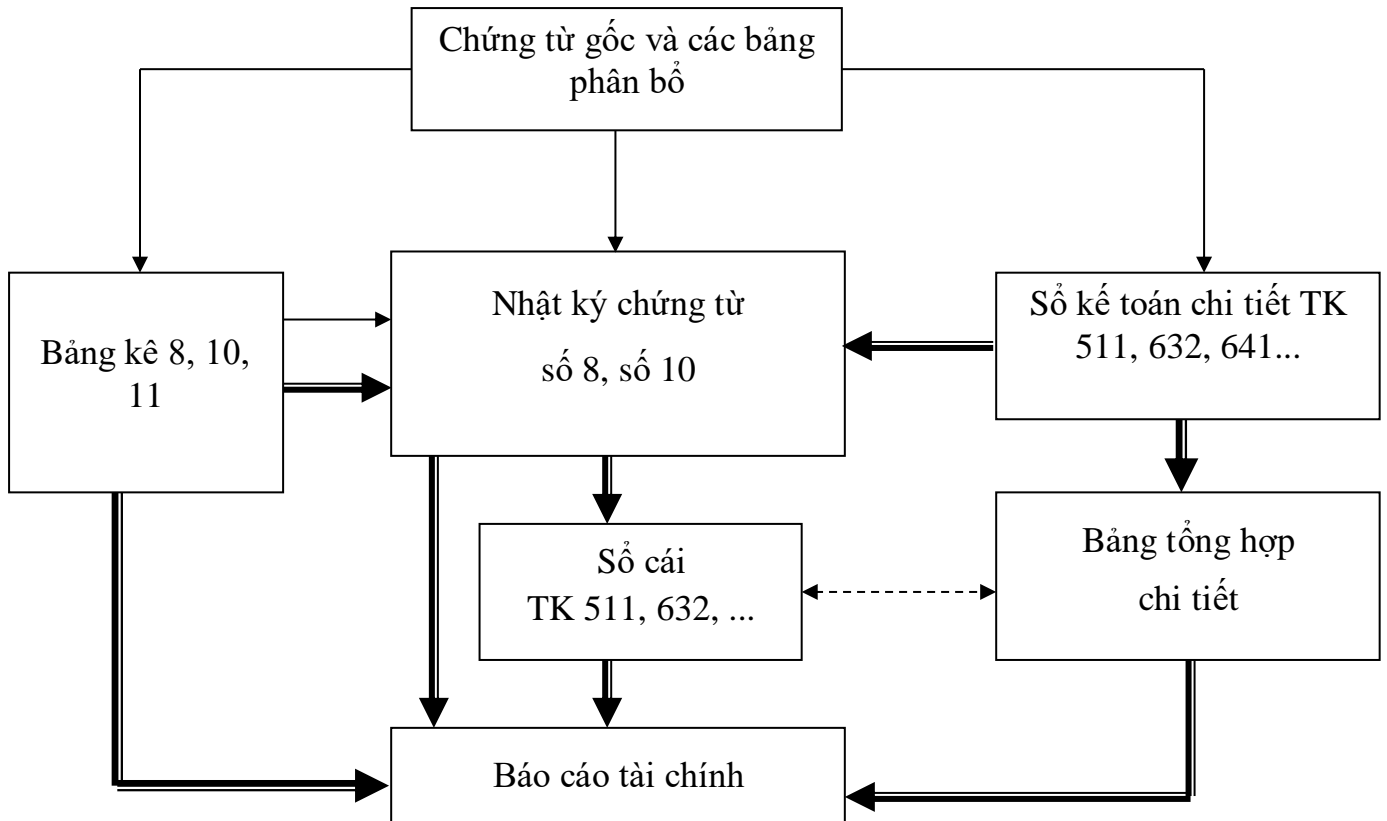 Chứng từ gốc và các bảng
phân bổ
Bảng kê 8, 10,
11
Nhật ký chứng từ
số 8, số 10
Sổ kế toán chi tiết TK
511, 632, 641...
Sổ cái
TK 511, 632, ...
Bảng tổng hợp
chi tiết
Báo cáo tài chính